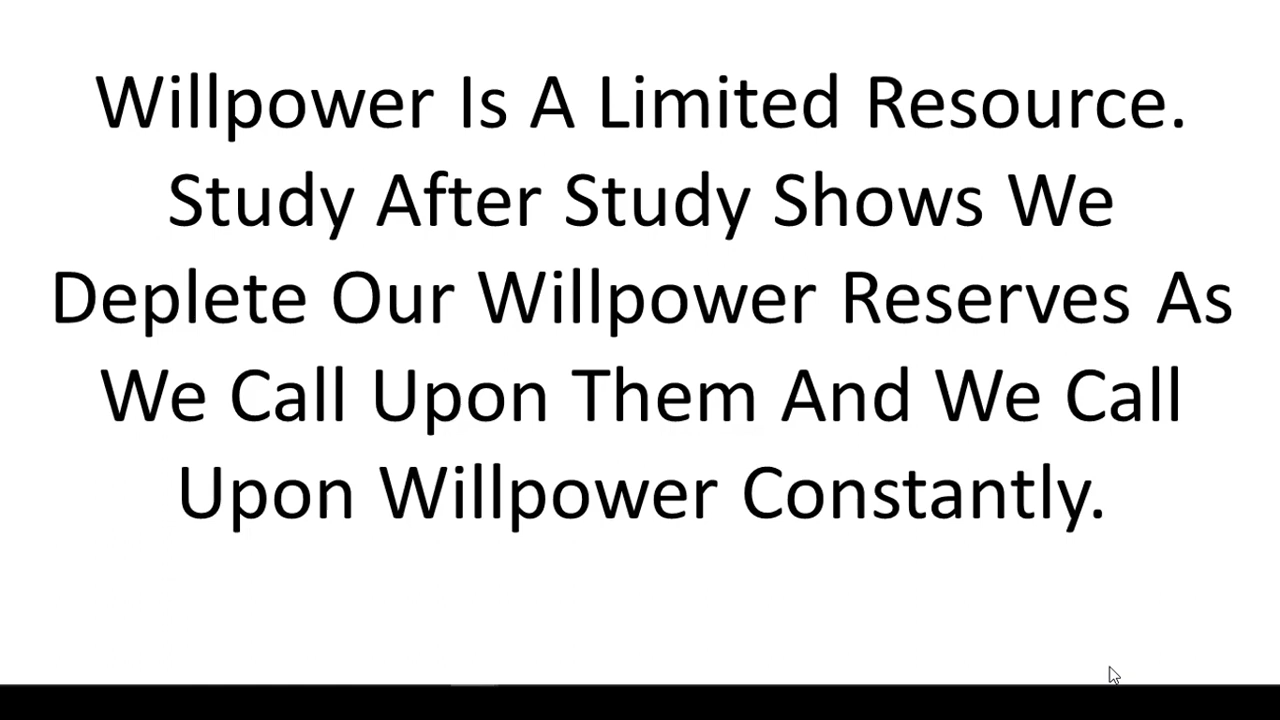 Willpower Is A Limited Resource.
Study After Study Shows We
Deplete Our Willpower Reserves As
We Call Upon Them And We Call
Upon Willpower Constantly.